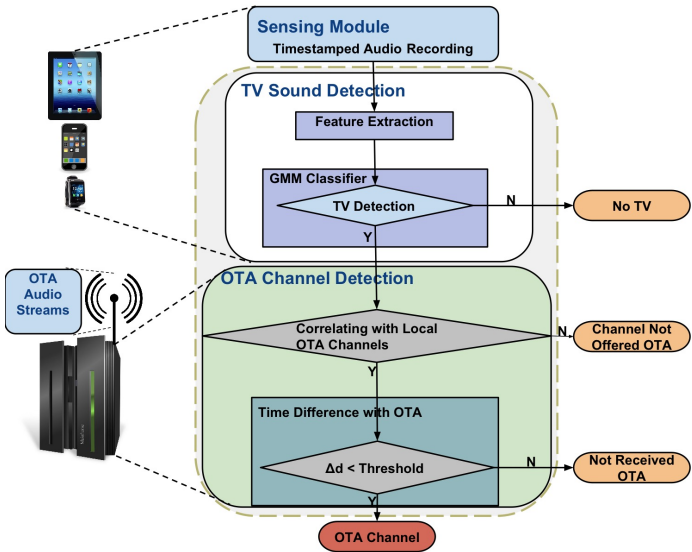 Sensing Module
Timestamped Audio Recording
TV Sound Detection
Feature Extraction
GMM Classifier
TV Detection
N
No TV
Y
OTA
Audio
Streams
OTA Channel Detection
Correlating with Local
OTA Channels
N
Channel Not
Offered OTA
Y
Time Difference with OTA
Δd < Threshold
N
Not Received
OTA
Y
OTA Channel